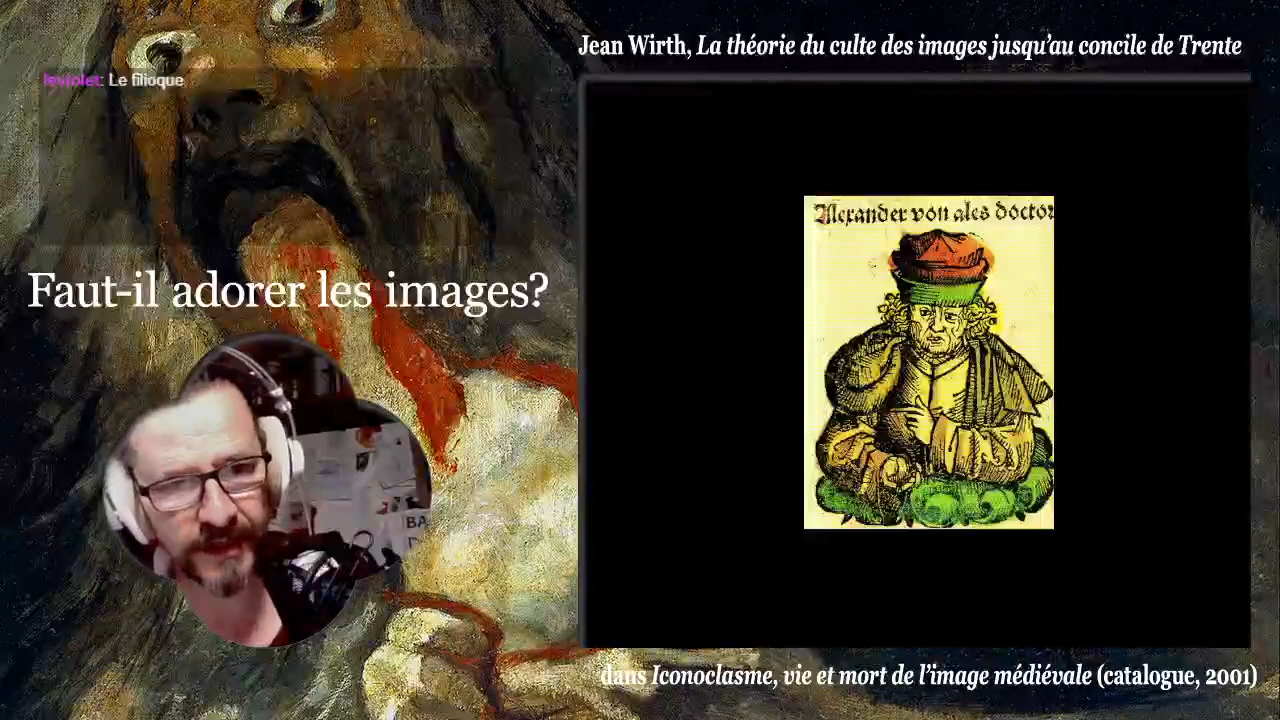 Jean Wirth, La théorie du culte des images jusqu'au concile de Trente
Le filioque
Alexander von ales doctor
Faut-il adorer les images?
BA
dans Iconoclasme, vie et mort de l'image médiévale (catalogue, 2001)